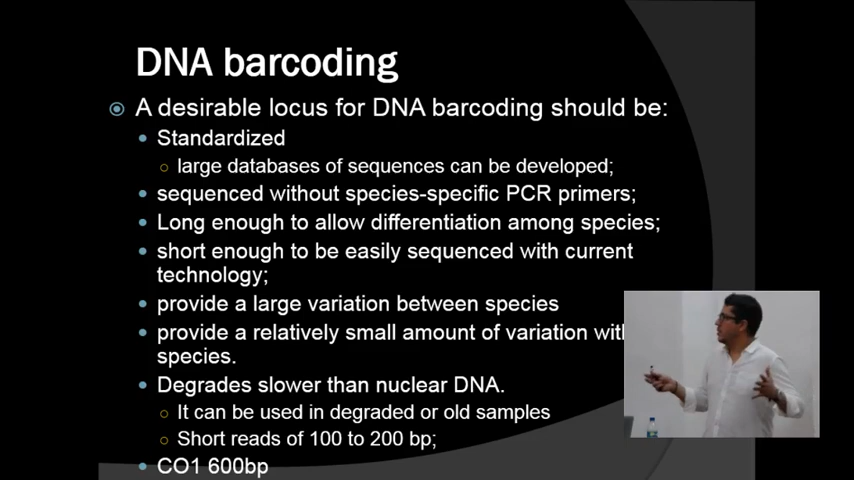 DNA barcoding
A desirable locus for DNA barcoding should be:
Standardized
large databases of sequences can be developed;
sequenced without species-specific PCR primers;
Long enough to allow differentiation among species;
short enough to be easily sequenced with current
technology;
provide a large variation between species
provide a relatively small amount of variation
species.
Degrades slower than nuclear DNA.
It can be used in degraded or old samples
Short reads of 100 to 200 bp;
CO1 600bp